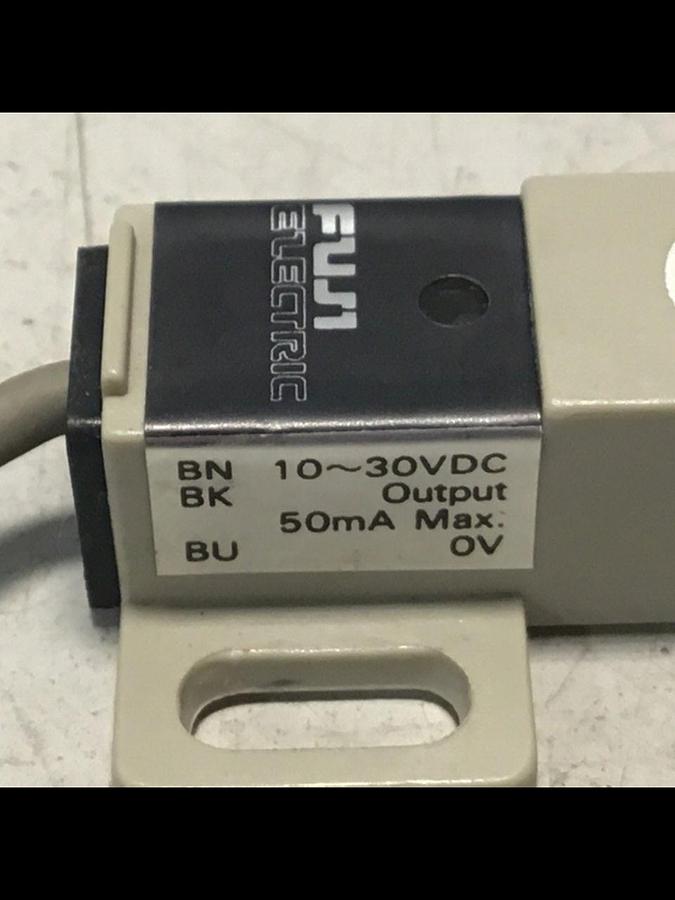 FUJI
ELECTRIC
BN 10～30VDC
BK Output
50mA Max.
BU 0V